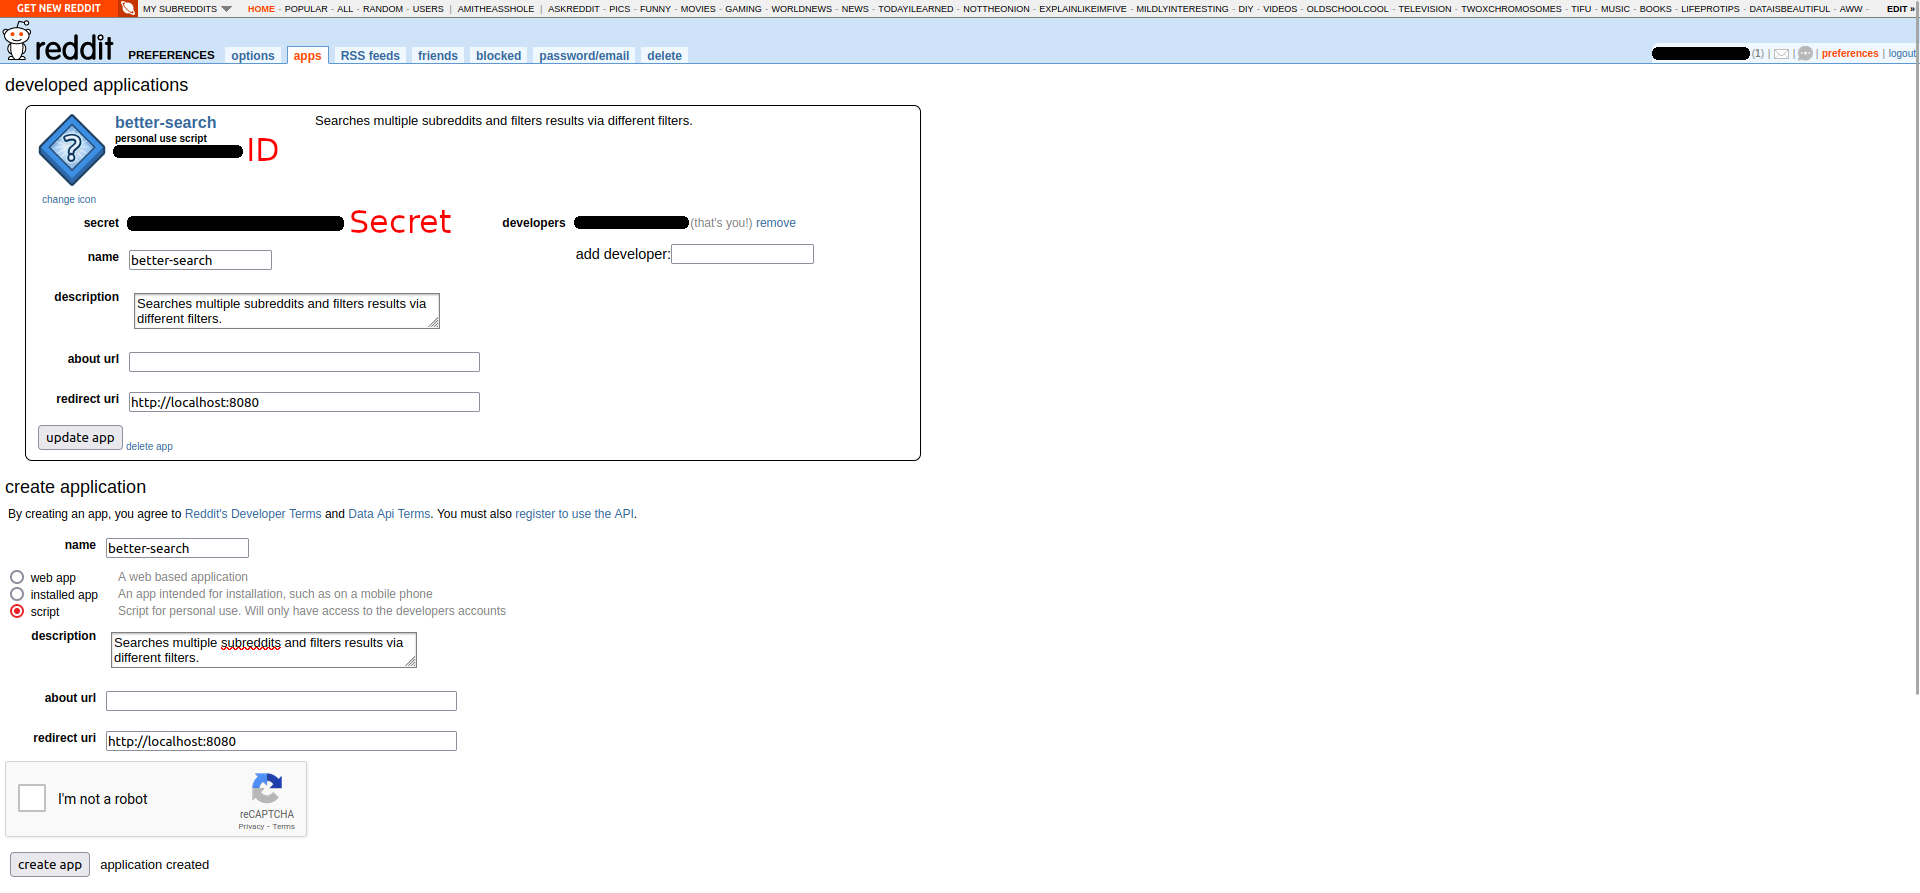 GET NEW REDDIT MY SUBREDDITS HOME - POPULAR - ALL - RANDOM - USERS | AMITHEASSHOLE | ASKREDDIT - PICS - FUNNY - MOVIES - GAMING - WORLDNEWS - NEWS - TODAYILEARNED - NOTTHEONION - EXPLAINLIKEIMFIVE - MILDLYINTERESTING - DIY - VIDEOS - OLDSCHOOLCOOL - TELEVISION - TWOXCHROMOSOMES - TIFU - MUSIC - BOOKS - LIFEPROTIPS - DATAISBEAUTIFUL - AWW - EDIT »
reddit PREFERENCES options apps RSS feeds friends blocked password/email delete (1) | | | preferences | logout
developed applications
better-search Searches multiple subreddits and filters results via different filters.
personal use script
ID
change icon
secret Secret developers (that's you!) remove
name better-search add developer:
description Searches multiple subreddits and filters results via
different filters.
about url
redirect uri http://localhost:8080
update app delete app
create application
By creating an app, you agree to Reddit's Developer Terms and Data Api Terms. You must also register to use the API.
name better-search
web app A web based application
installed app An app intended for installation, such as on a mobile phone
script Script for personal use. Will only have access to the developers accounts
description Searches multiple subreddits and filters results via
different filters.
about url
redirect uri http://localhost:8080
I'm not a robot
reCAPTCHA
Privacy - Terms
create app application created